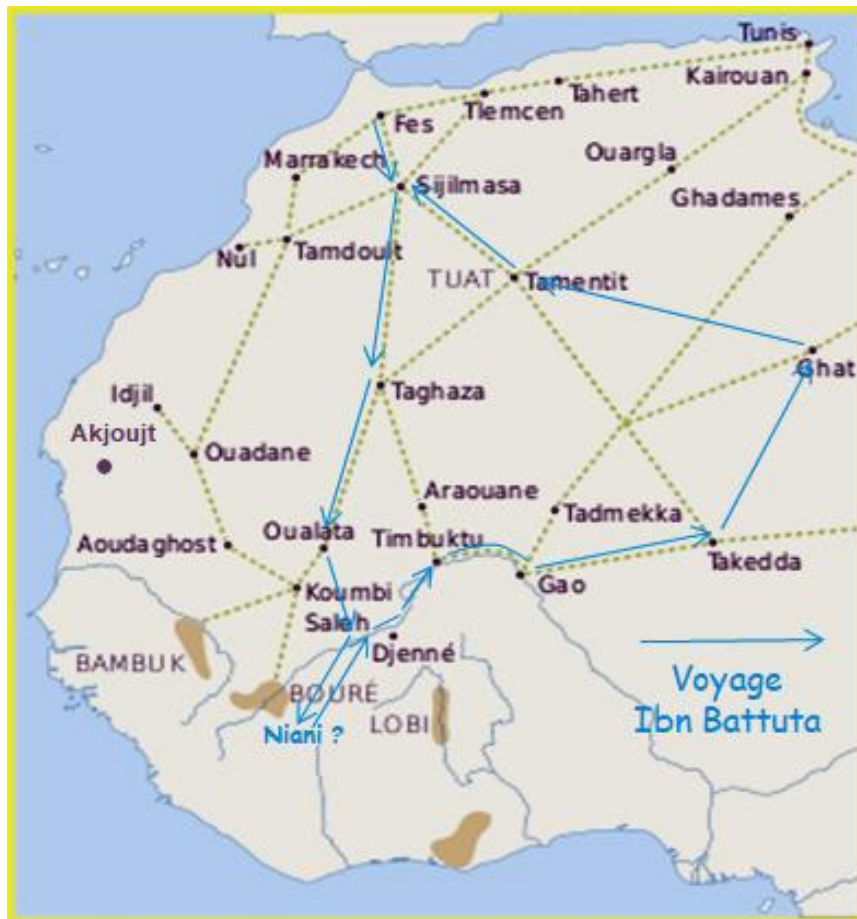 Tunis
Kairouan
Tahert
Tlemcen
Fes
Ouargla
Marrakech
Sijilmasa
Ghadames
Nul
Tamdoult
TUAT
Tamentit
Ghat
Idjil
Taghaza
Akjoujt
Ouadane
Araouane
Tadmekka
Oualata
Timbuktu
Aoudaghost
Takedda
Gao
Koumbi
Saleh
Djenné
BAMBUK
BOURÉ
LOBI
Niani ?
Voyage
Ibn Battuta